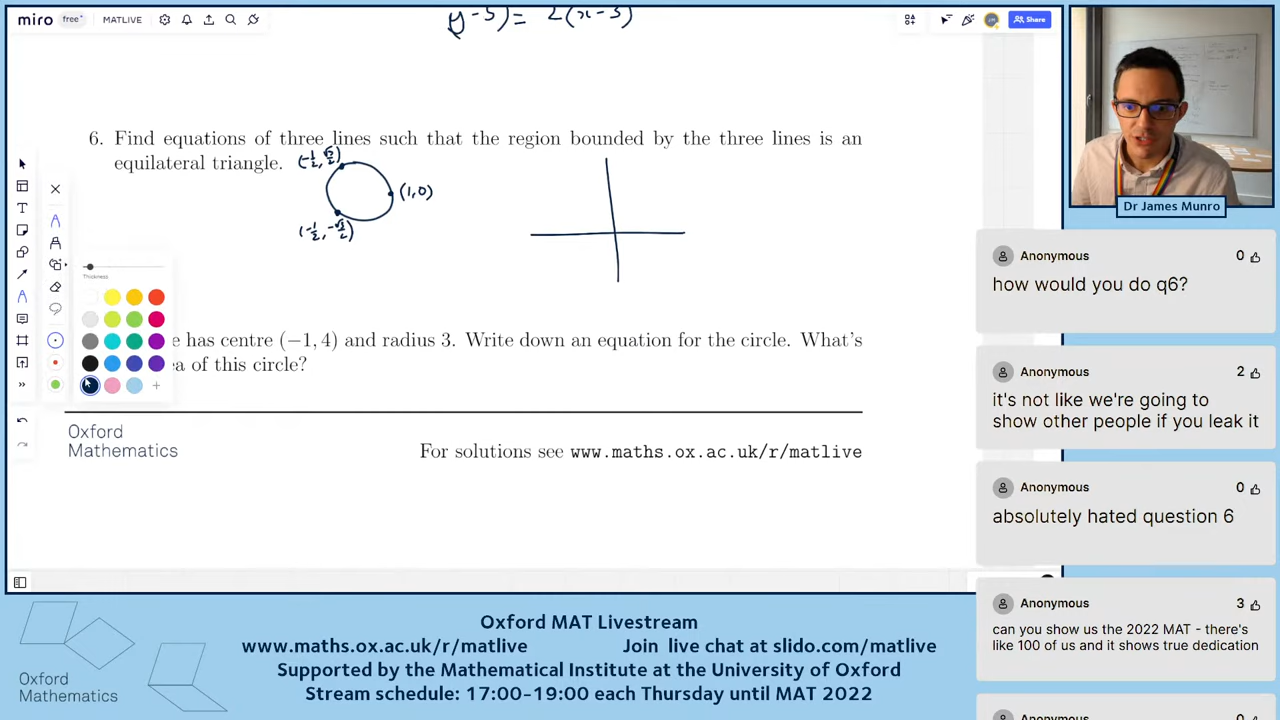 miro free MATLIVE Share
y-5) = 2(x-3)
6. Find equations of three lines such that the region bounded by the three lines is an
equilateral triangle.
(-½, √3/2)
(1,0)
(-½, -√3/2)
Thickness
e has centre (−1, 4) and radius 3. Write down an equation for the circle. What's
ea of this circle?
Oxford
Mathematics
For solutions see www.maths.ox.ac.uk/r/matlive
Dr James Munro
Anonymous 0
how would you do q6?
Anonymous 2
it's not like we're going to
show other people if you leak it
Anonymous 0
absolutely hated question 6
Anonymous 3
can you show us the 2022 MAT - there's
like 100 of us and it shows true dedication
Anonymous
Oxford MAT Livestream
www.maths.ox.ac.uk/r/matlive Join live chat at slido.com/matlive
Supported by the Mathematical Institute at the University of Oxford
Stream schedule: 17:00-19:00 each Thursday until MAT 2022
Oxford
Mathematics